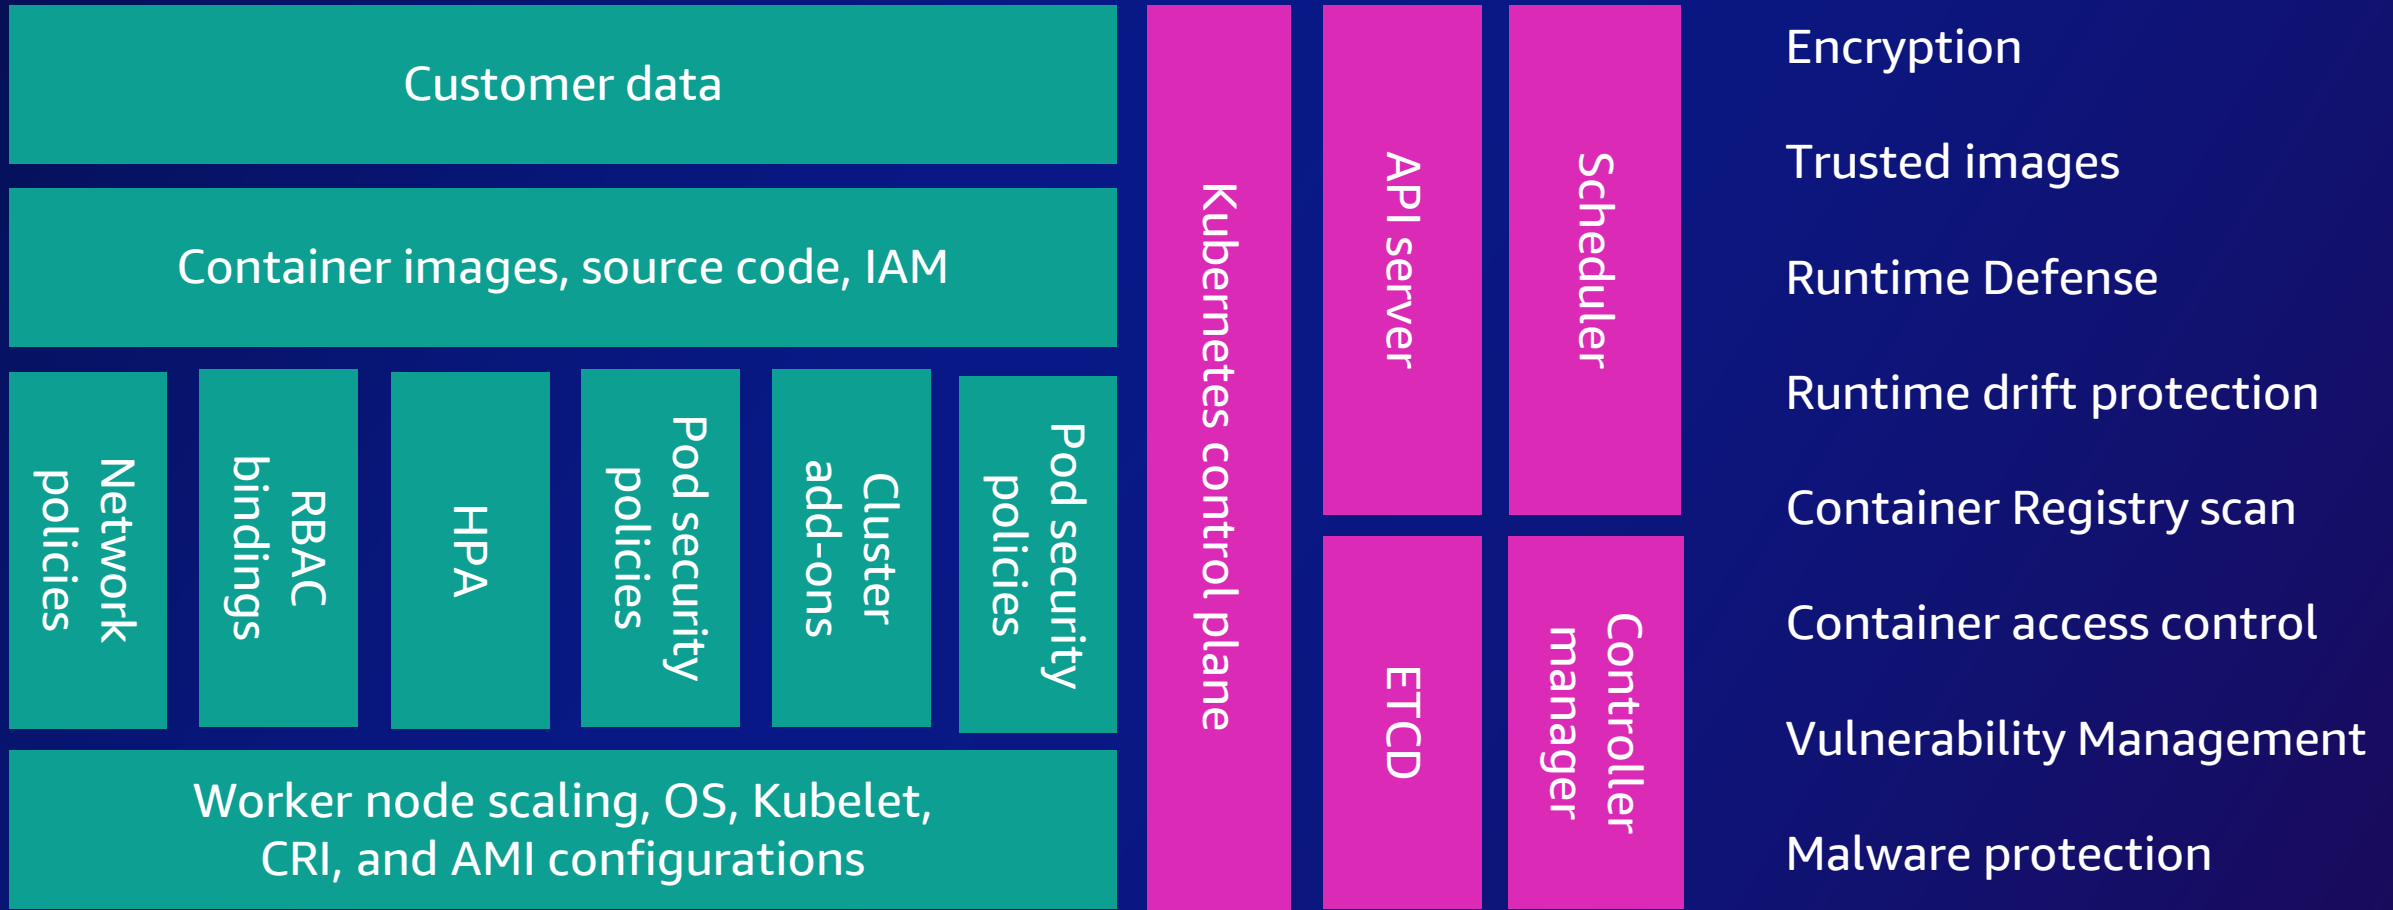 Customer data
Container images, source code, IAM
Network
policies
RBAC
bindings
HPA
Pod security
policies
Cluster
add-ons
Pod security
policies
Worker node scaling, OS, Kubelet,
CRI, and AMI configurations
Kubernetes control plane
API server
Scheduler
ETCD
Controller
manager
Encryption
Trusted images
Runtime Defense
Runtime drift protection
Container Registry scan
Container access control
Vulnerability Management
Malware protection